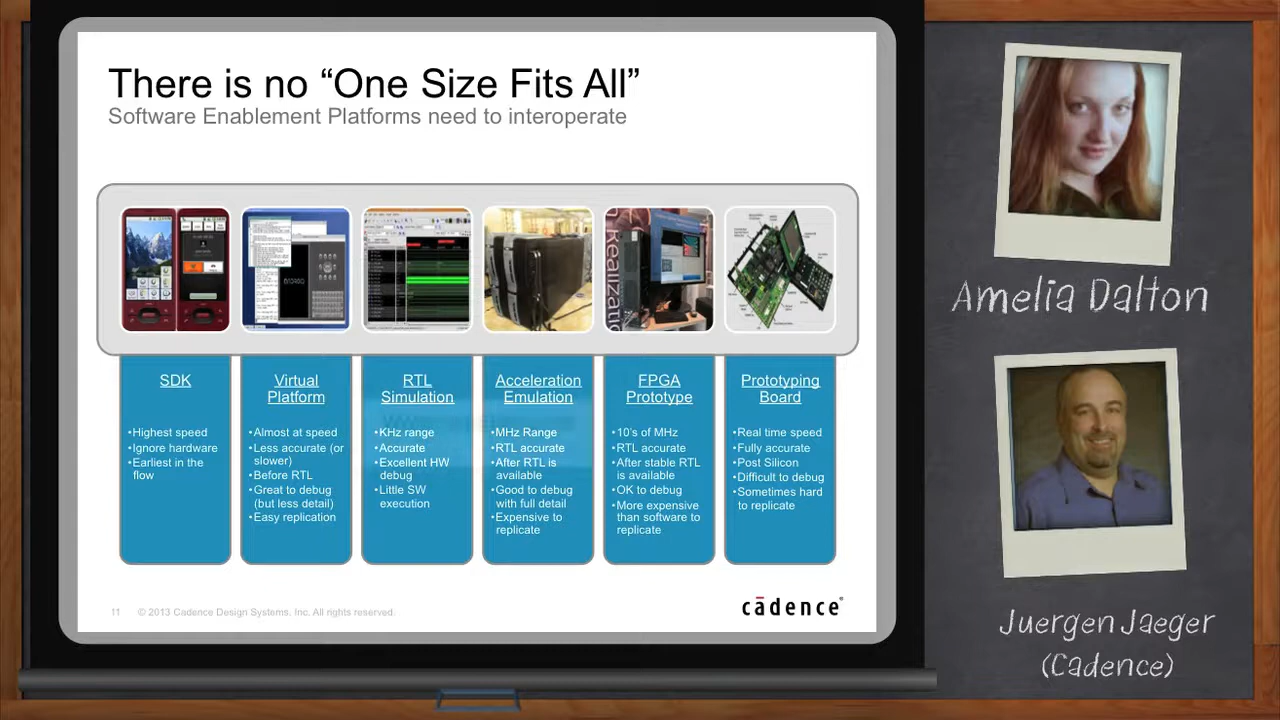 There is no “One Size Fits All”
Software Enablement Platforms need to interoperate
Realizatio
SDK
•Highest speed
•Ignore hardware
•Earliest in the
flow
Virtual
Platform
•Almost at speed
•Less accurate (or
slower)
•Before RTL
•Great to debug
(but less detail)
•Easy replication
RTL
Simulation
•KHz range
•Accurate
•Excellent HW
debug
•Little SW
execution
Acceleration
Emulation
•MHz Range
•RTL accurate
•After RTL is
available
•Good to debug
with full detail
•Expensive to
replicate
FPGA
Prototype
•10’s of MHz
•RTL accurate
•After stable RTL
is available
•OK to debug
•More expensive
than software to
replicate
Prototyping
Board
•Real time speed
•Fully accurate
•Post Silicon
•Difficult to debug
•Sometimes hard
to replicate
11 © 2013 Cadence Design Systems, Inc. All rights reserved.
cādence®
Amelia Dalton
Juergen Jaeger
(Cadence)